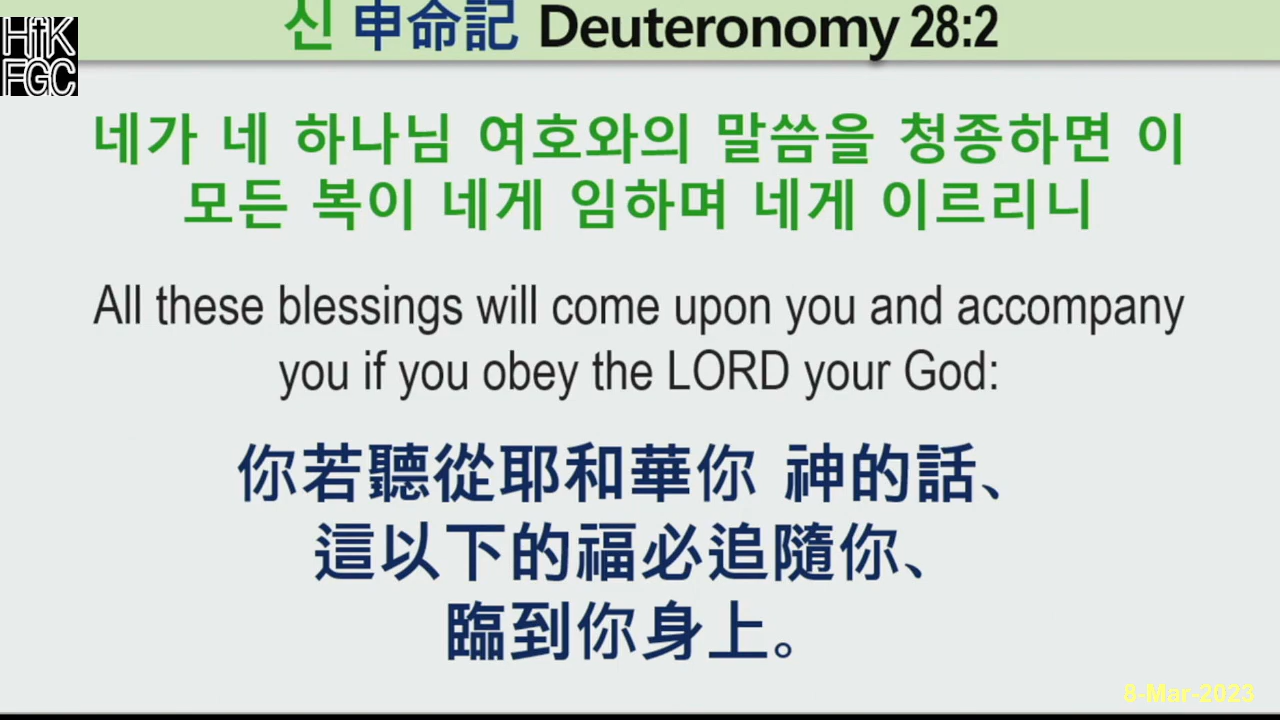 신 申命記 Deuteronomy 28:2
HfK
FGC
네가 네 하나님 여호와의 말씀을 청종하면 이
모든 복이 네게 임하며 네게 이르리니
All these blessings will come upon you and accompany
you if you obey the LORD your God:
你若聽從耶和華你 神的話、
這以下的福必追隨你、
臨到你身上。
8-Mar-2023